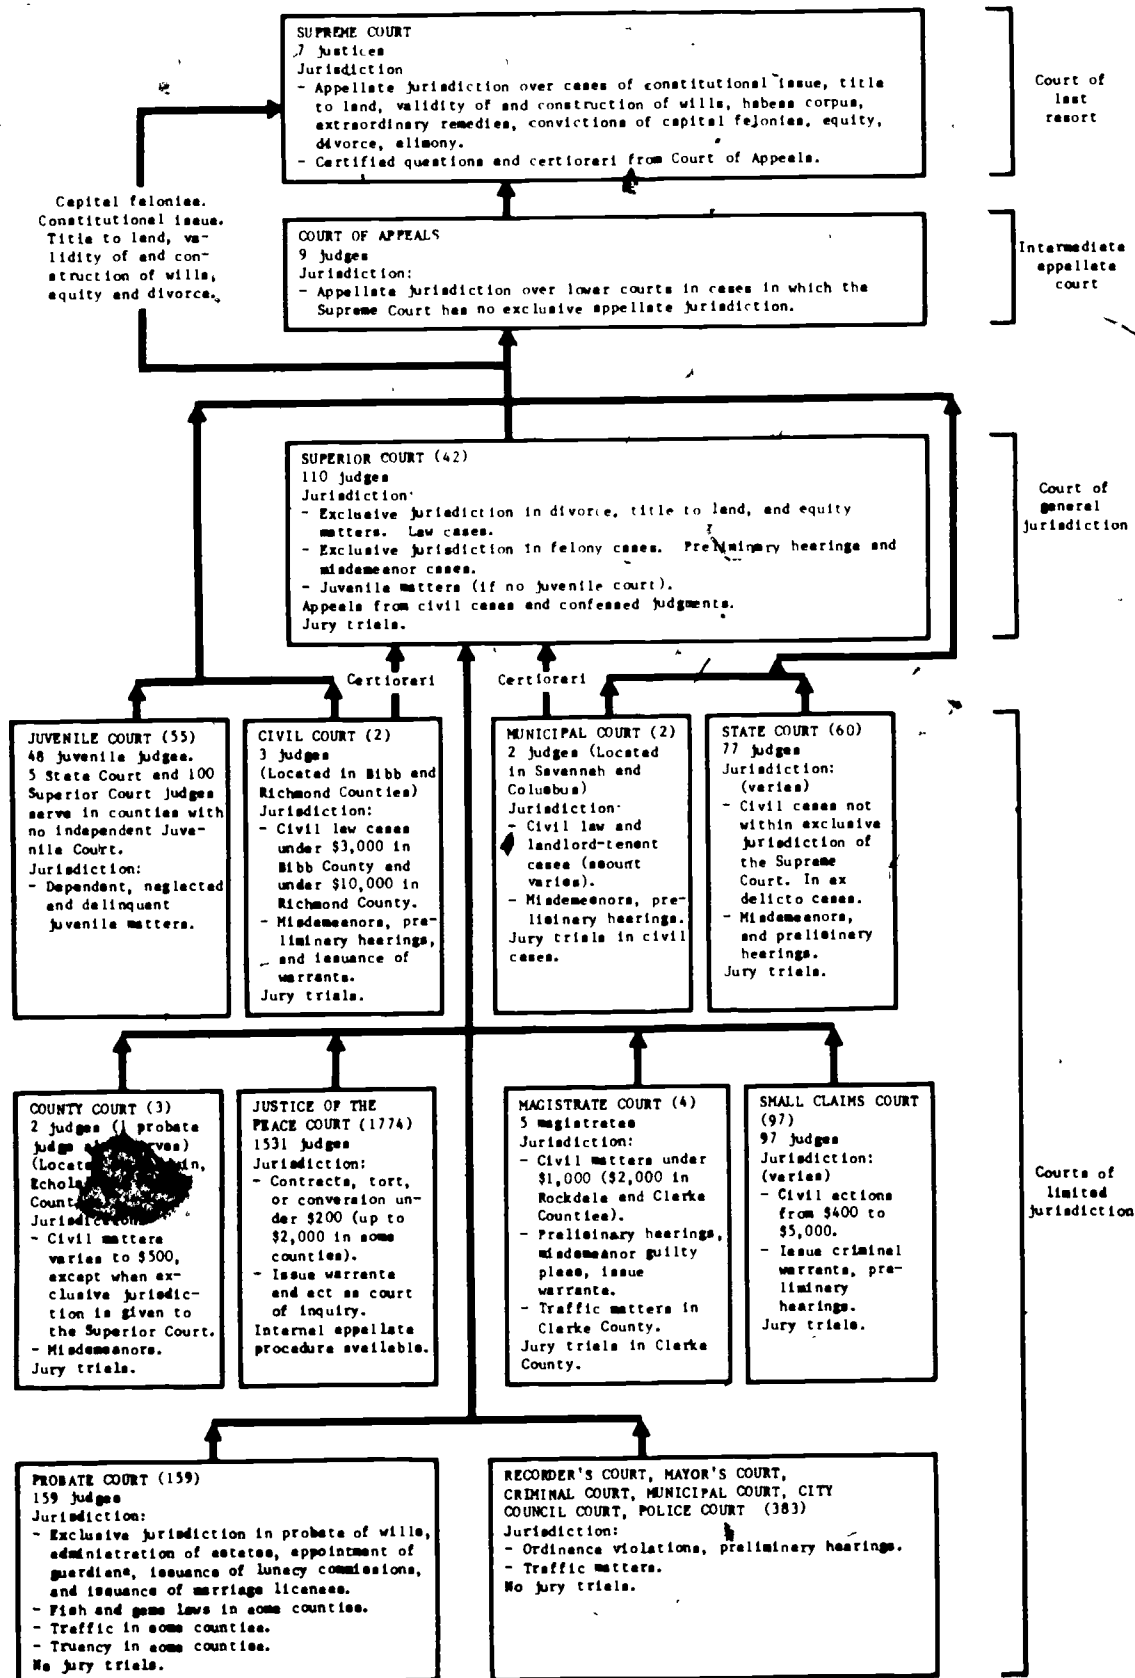 SUPREME COURT
7 justices
Jurisdiction
- Appellate jurisdiction over cases of constitutional issue, title
to land, validity of and construction of wills, habeas corpus,
extraordinary remedies, convictions of capital felonies, equity,
divorce, alimony.
- Certified questions and certiorari from Court of Appeals.
Court of
last
resort
Capital felonies.
Constitutional issue.
Title to land, va-
lidity of and con-
struction of wills,
equity and divorce.
COURT OF APPEALS
9 judges
Jurisdiction:
- Appellate jurisdiction over lower courts in cases in which the
Supreme Court has no exclusive appellate jurisdiction.
Intermediate
appellate
court
SUPERIOR COURT (42)
110 judges
Jurisdiction
- Exclusive jurisdiction in divorce, title to land, and equity
matters. Law cases.
- Exclusive jurisdiction in felony cases. Preliminary hearings and
misdemeanor cases.
- Juvenile matters (if no juvenile court).
Appeals from civil cases and confessed judgments.
Jury trials.
Court of
general
jurisdiction
Certiorari
Certiorari
JUVENILE COURT (55)
48 juvenile judges.
5 State Court and 100
Superior Court judges
serve in counties with
no independent Juve-
nile Court.
Jurisdiction:
- Dependent, neglected
and delinquent
juvenile matters.
CIVIL COURT (2)
3 judges
(Located in Bibb and
Richmond Counties)
Jurisdiction:
- Civil law cases
under $3,000 in
Bibb County and
under $10,000 in
Richmond County.
- Misdemeanors, pre-
liminary hearings,
and issuance of
warrants.
Jury trials.
MUNICIPAL COURT (2)
2 judges (Located
in Savannah and
Columbus)
Jurisdiction
- Civil law and
landlord-tenant
cases (amount
varies).
- Misdemeanors, pre-
liminary hearings.
Jury trials in civil
cases.
STATE COURT (60)
77 judges
Jurisdiction:
(varies)
- Civil cases not
within exclusive
jurisdiction of
the Supreme
Court. In ex
delicto cases.
- Misdemeanors,
and preliminary
hearings.
Jury trials.
COUNTY COURT (3)
2 judges (1 probate
judge
(Locat
Echols
Count
Jurisdiction
- Civil matters
varies to $500,
except when ex-
clusive jurisdic-
tion is given to
the Superior Court.
- Misdemeanors.
Jury trials.
JUSTICE OF THE
PEACE COURT (1774)
1531 judges
Jurisdiction:
- Contracts, tort,
or conversion un-
der $200 (up to
$2,000 in some
counties).
- Issue warrants
and act as court
of inquiry.
Internal appellate
procedure available.
MAGISTRATE COURT (4)
5 magistrates
Jurisdiction:
- Civil matters under
$1,000 ($2,000 in
Rockdale and Clarke
Counties).
- Preliminary hearings,
misdemeanor guilty
pleas, issue
warrants.
- Traffic matters in
Clarke County.
Jury trials in Clarke
County.
SMALL CLAIMS COURT
(97)
97 judges
Jurisdiction:
(varies)
- Civil actions
from $400 to
$5,000.
- Issue criminal
warrants, pre-
liminary
hearings.
Jury trials.
Courts of
limited
jurisdiction
PROBATE COURT (159)
159 judges
Jurisdiction:
- Exclusive jurisdiction in probate of wills,
administration of estates, appointment of
guardians, issuance of lunacy commissions,
and issuance of marriage licenses.
- Fish and game laws in some counties.
- Traffic in some counties.
- Truancy in some counties.
No jury trials.
RECORDER'S COURT, MAYOR'S COURT,
CRIMINAL COURT, MUNICIPAL COURT, CITY
COUNCIL COURT, POLICE COURT (383)
Jurisdiction:
- Ordinance violations, preliminary hearings.
- Traffic matters.
No jury trials.